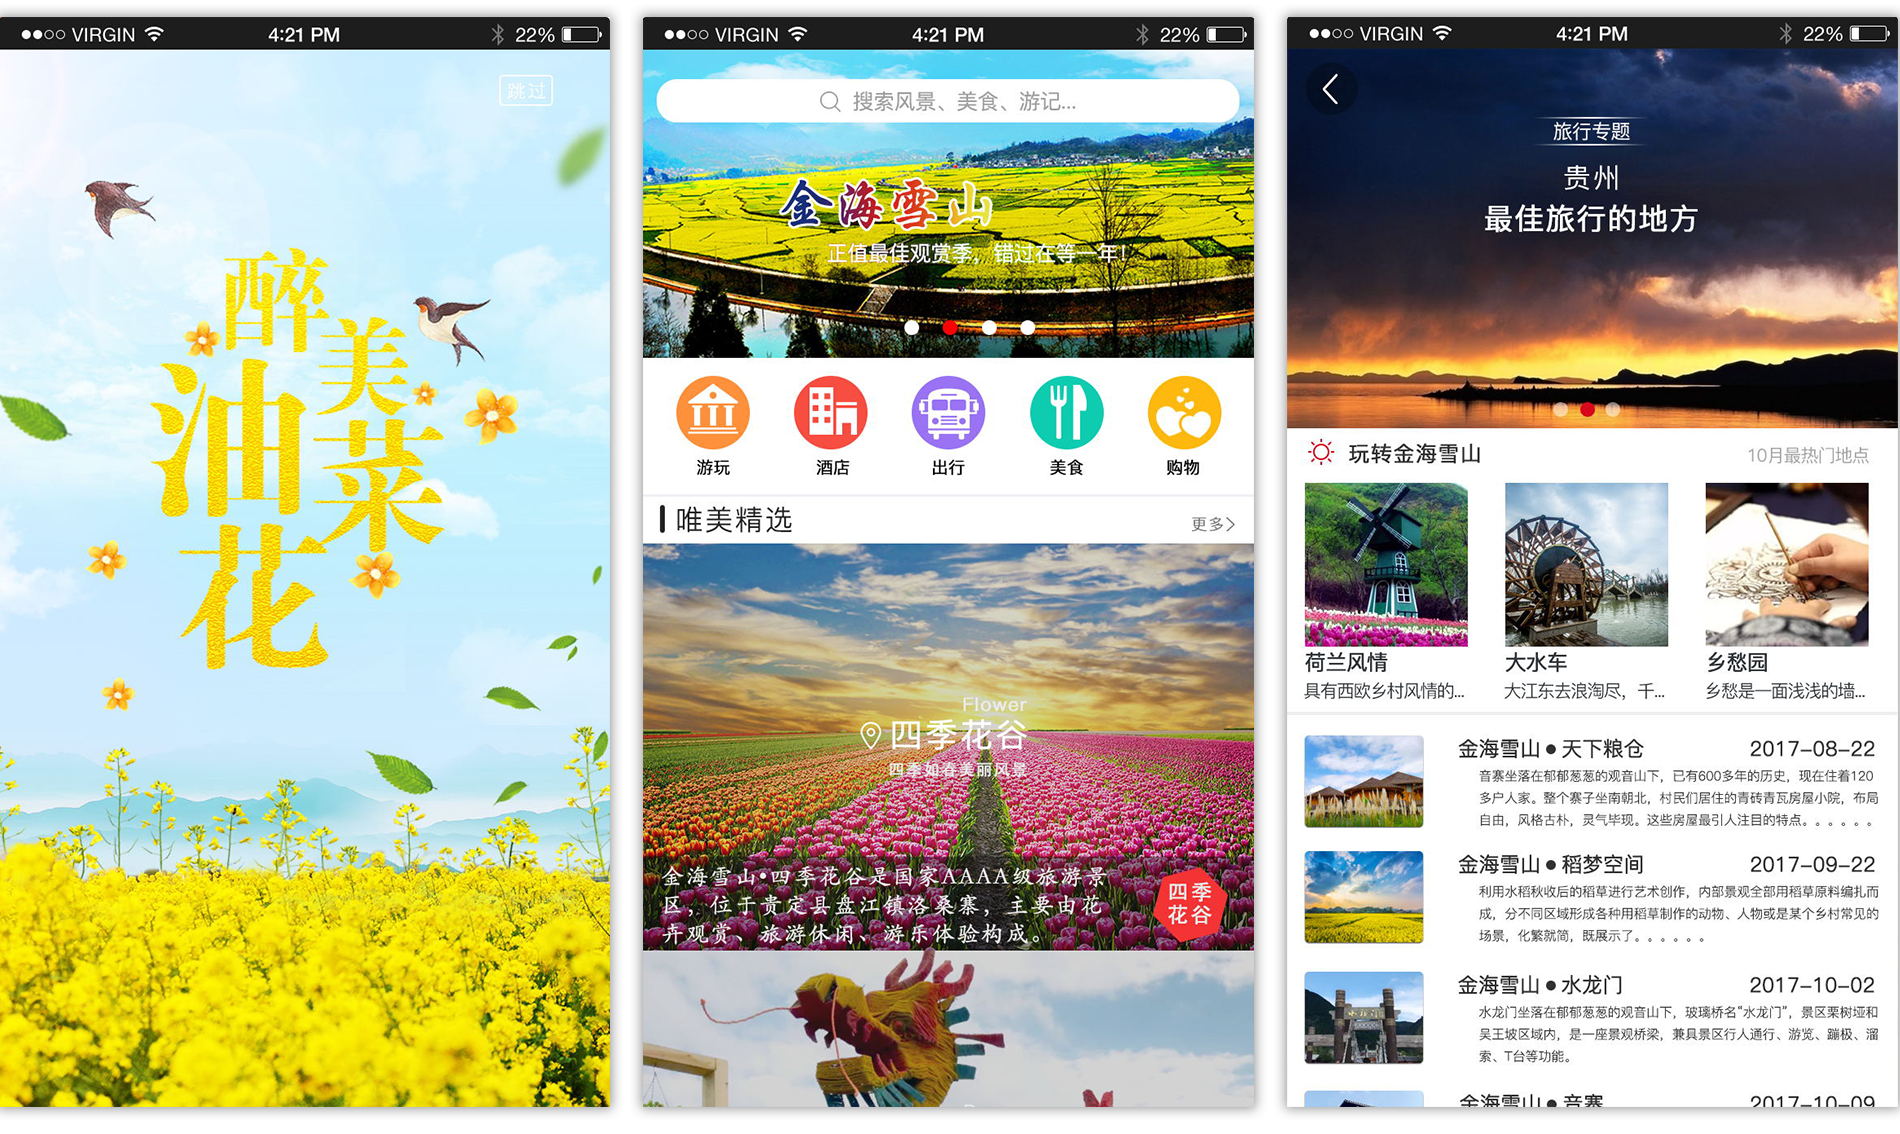 VIRGIN 4:21 PM 22%
跳过
醉
美
油
菜
花
VIRGIN 4:21 PM 22%
搜索风景、美食、游记...
金海雪山
正值最佳观赏季，错过在等一年!
游玩 酒店 出行 美食 购物
唯美精选 更多
Flower
四季花谷
四季如春美丽风景
金海雪山•四季花谷是国家AAAA级旅游景
区，位于贵定县盘江镇洛桑寨，主要由花
卉观赏、旅游休闲、游乐体验构成。
四季
花谷
VIRGIN 4:21 PM 22%
旅行专题
贵州
最佳旅行的地方
玩转金海雪山 10月最热门地点
荷兰风情 大水车 乡愁园
具有西欧乡村风情的... 大江东去浪淘尽，千... 乡愁是一面浅浅的墙...
金海雪山●天下粮仓 2017-08-22
音寨坐落在郁郁葱葱的观音山下，已有600多年的历史，现在住着120
多户人家。整个寨子坐南朝北，村民们居住的青砖青瓦房屋小院，布局
自由，风格古朴，灵气毕现。这些房屋最引人注目的特点。。。。。。
金海雪山●稻梦空间 2017-09-22
利用水稻秋收后的稻草进行艺术创作，内部景观全部用稻草原料编扎而
成，分不同区域形成各种用稻草制作的动物、人物或是某个乡村常见的
场景，化繁就简，既展示了。。。。。。
金海雪山●水龙门 2017-10-02
水龙门坐落在郁郁葱葱的观音山下，玻璃桥名“水龙门”，景区栗树垭和
吴王坡区域内，是一座景观桥梁，兼具景区行人通行、游览、蹦极、溜
索、T台等功能。
金海雪山●音寨 2017-10-09